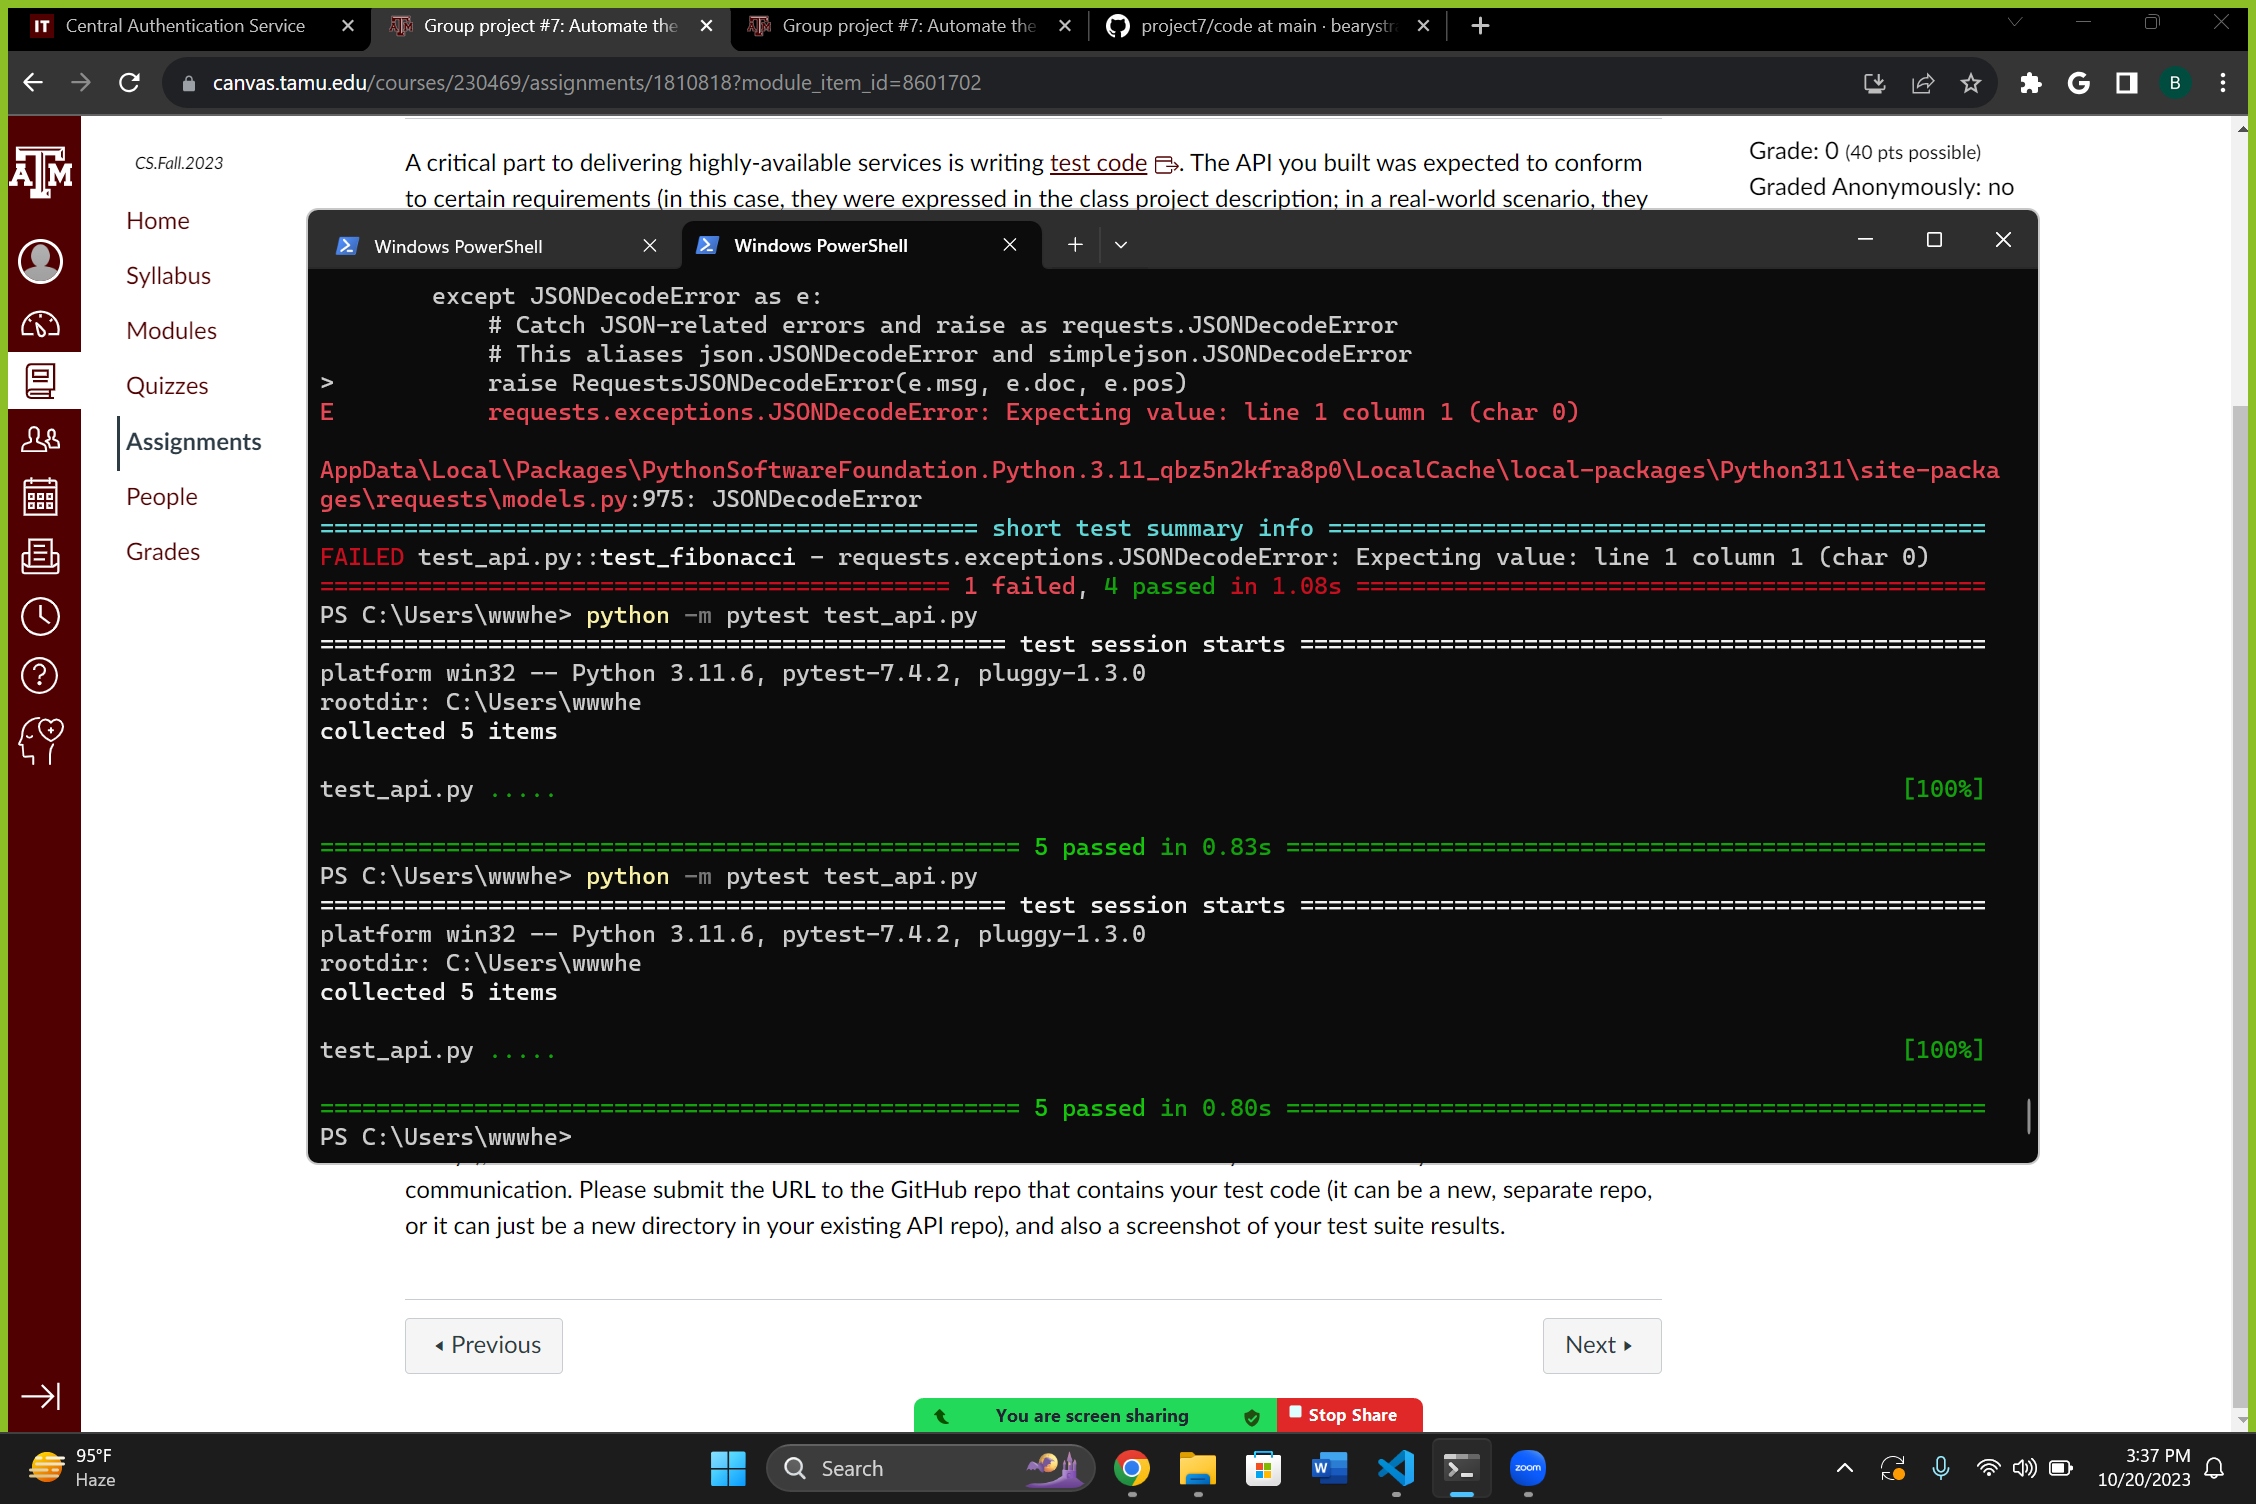 Central Authentication Service
Group project #7: Automate the
Group project #7: Automate the
project7/code at main · bearystr
canvas.tamu.edu/courses/230469/assignments/1810818?module_item_id=8601702
B
CS.Fall.2023
Home
Syllabus
Modules
Quizzes
Assignments
People
Grades
A critical part to delivering highly-available services is writing test code. The API you built was expected to conform
to certain requirements (in this case, they were expressed in the class project description; in a real-world scenario, they
Grade: 0 (40 pts possible)
Graded Anonymously: no
Windows PowerShell
Windows PowerShell
except JSONDecodeError as e:
# Catch JSON-related errors and raise as requests.JSONDecodeError
# This aliases json.JSONDecodeError and simplejson.JSONDecodeError
> raise RequestsJSONDecodeError(e.msg, e.doc, e.pos)
E requests.exceptions.JSONDecodeError: Expecting value: line 1 column 1 (char 0)
AppData\Local\Packages\PythonSoftwareFoundation.Python.3.11_qbz5n2kfra8p0\LocalCache\local-packages\Python311\site-packa
ges\requests\models.py:975: JSONDecodeError
=============================================== short test summary info ===============================================
FAILED test_api.py::test_fibonacci - requests.exceptions.JSONDecodeError: Expecting value: line 1 column 1 (char 0)
============================================= 1 failed, 4 passed in 1.08s =============================================
PS C:\Users\wwwhe> python -m pytest test_api.py
================================================= test session starts =================================================
platform win32 -- Python 3.11.6, pytest-7.4.2, pluggy-1.3.0
rootdir: C:\Users\wwwhe
collected 5 items
test_api.py ..... [100%]
================================================== 5 passed in 0.83s ==================================================
PS C:\Users\wwwhe> python -m pytest test_api.py
================================================= test session starts =================================================
platform win32 -- Python 3.11.6, pytest-7.4.2, pluggy-1.3.0
rootdir: C:\Users\wwwhe
collected 5 items
test_api.py ..... [100%]
================================================== 5 passed in 0.80s ==================================================
PS C:\Users\wwwhe>
communication. Please submit the URL to the GitHub repo that contains your test code (it can be a new, separate repo,
or it can just be a new directory in your existing API repo), and also a screenshot of your test suite results.
Previous
Next
You are screen sharing
Stop Share
95°F
Haze
Search
zoom
3:37 PM
10/20/2023